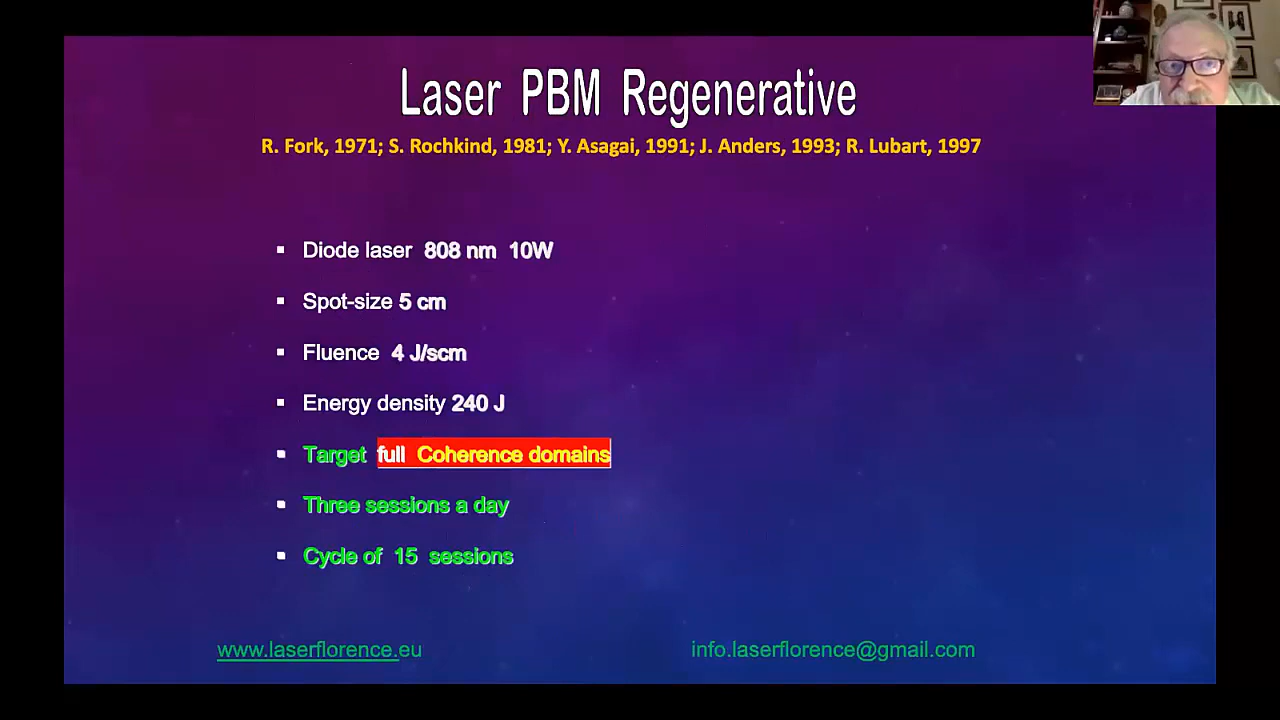 Laser PBM Regenerative
R. Fork, 1971; S. Rochkind, 1981; Y. Asagai, 1991; J. Anders, 1993; R. Lubart, 1997
▪ Diode laser 808 nm 10W
▪ Spot-size 5 cm
▪ Fluence 4 J/scm
▪ Energy density 240 J
▪ Target full Coherence domains
▪ Three sessions a day
▪ Cycle of 15 sessions
www.laserflorence.eu
info.laserflorence@gmail.com